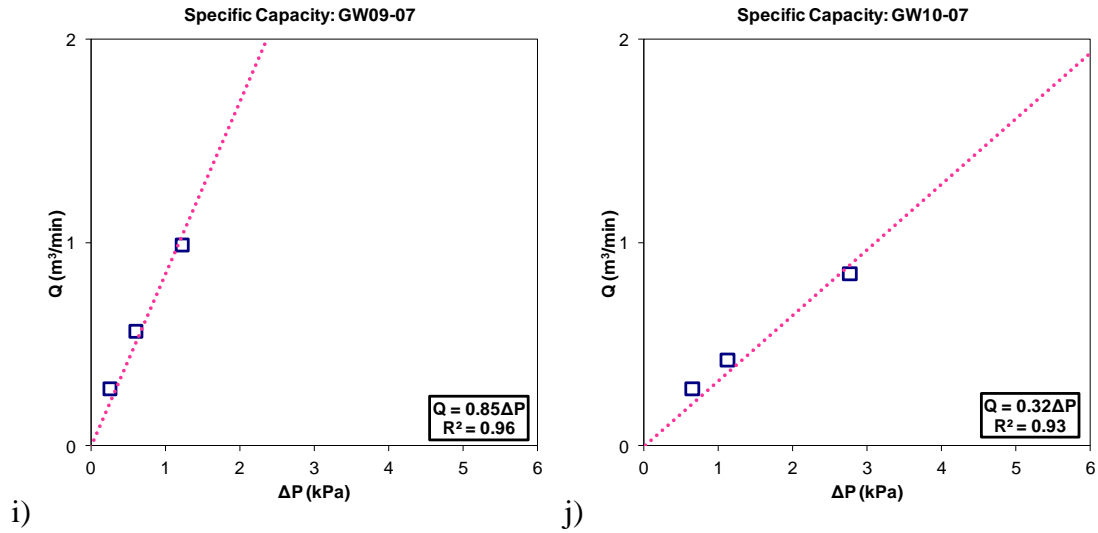 Specific Capacity: GW09-07
2
1
0
Q (m³/min)
0 1 2 3 4 5 6
ΔP (kPa)
Q = 0.85ΔP
R² = 0.96
i)
Specific Capacity: GW10-07
2
1
0
Q (m³/min)
0 1 2 3 4 5 6
ΔP (kPa)
Q = 0.32ΔP
R² = 0.93
j)